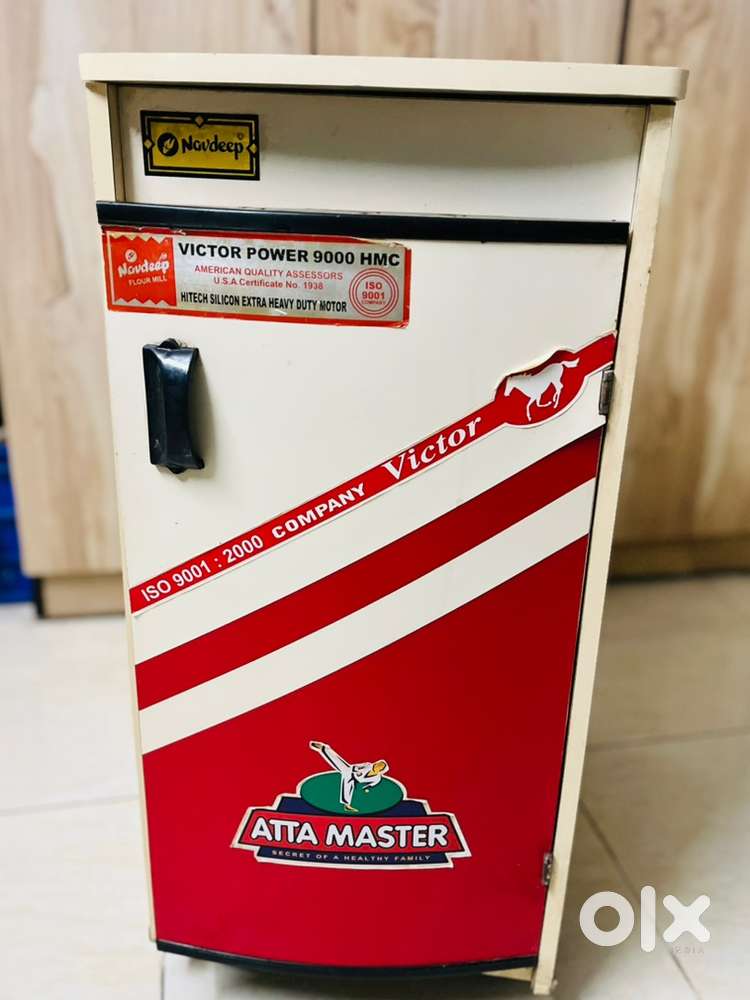 Navdeep
Navdeep
FLOUR MILL
VICTOR POWER 9000 HMC
AMERICAN QUALITY ASSESSORS
U.S.A. Certificate No. 1938
HITECH SILICON EXTRA HEAVY DUTY MOTOR
ISO
9001
COMPANY
ISO 9001 : 2000 COMPANY Victor
ATTA MASTER
SECRET OF A HEALTHY FAMILY
olx
INDIA